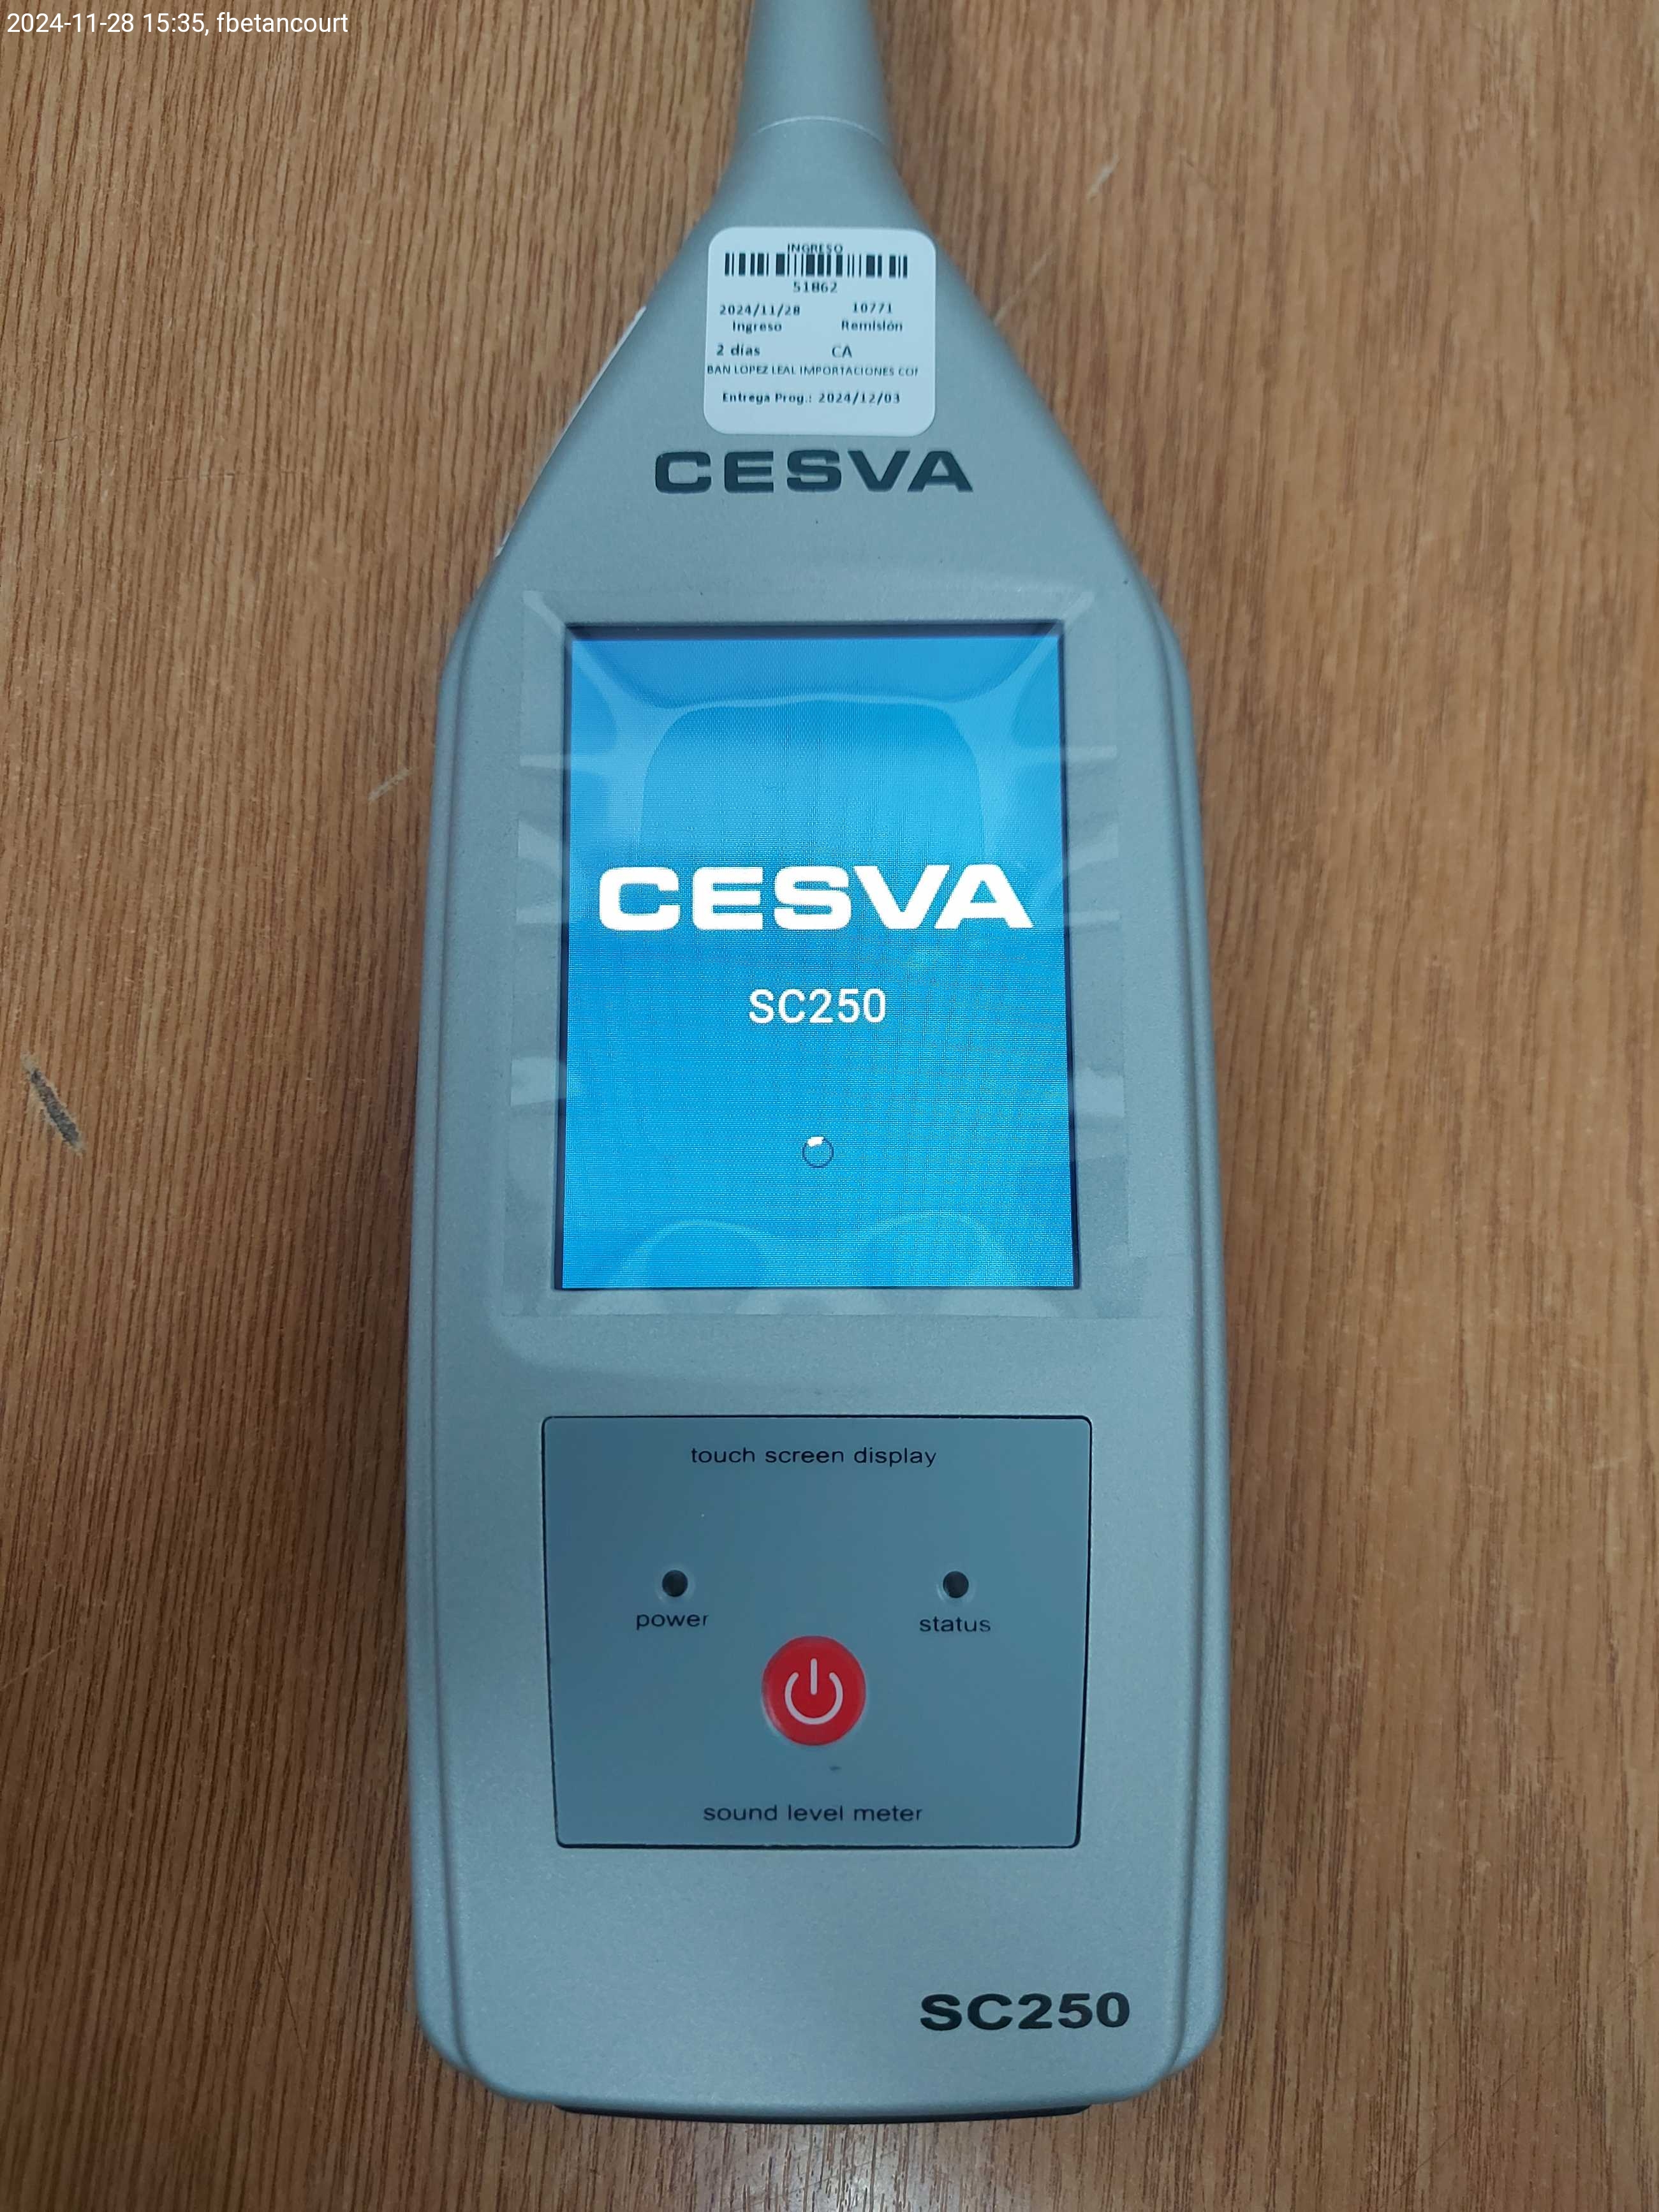 2024-11-28 15:35, fbetancourt
INGRESO
51862
2024/11/28 10771
Ingreso Remisión
2 días CA
BAN LOPEZ LEAL IMPORTACIONES COI
Entrega Prog.: 2024/12/03
CESVA
CESVA
SC250
touch screen display
power status
sound level meter
SC250